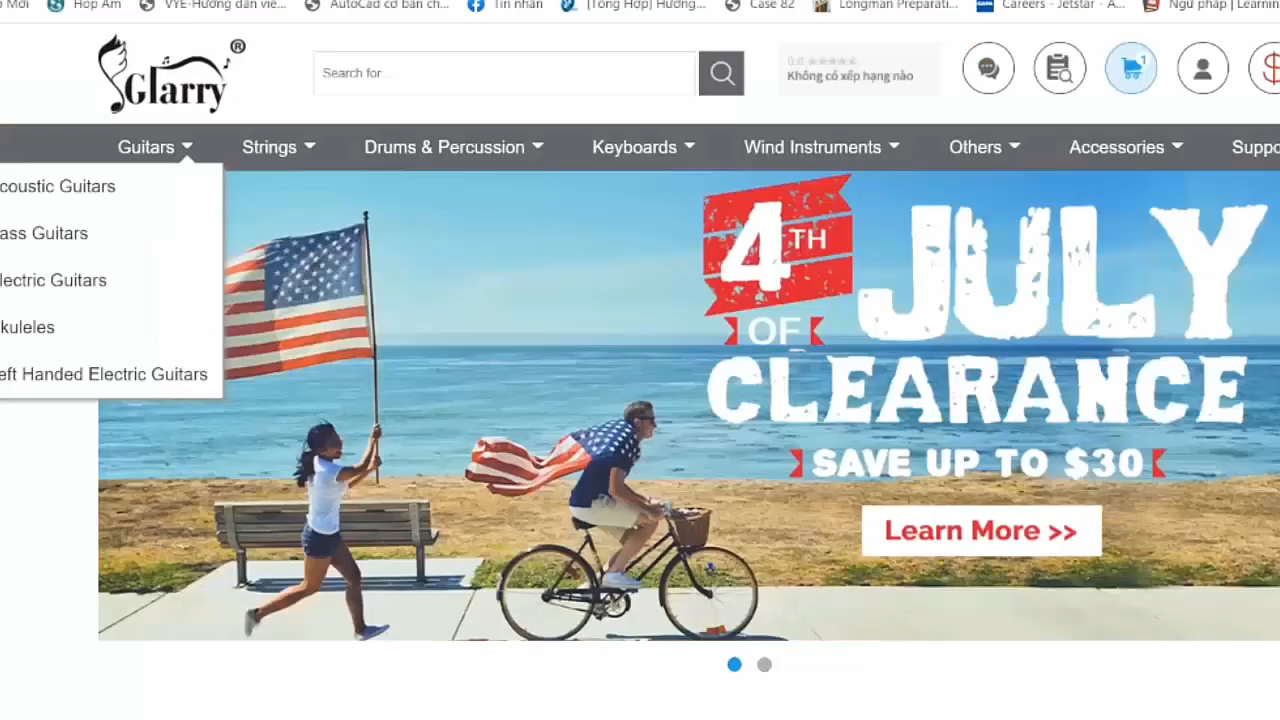 Mới
Hợp Âm
VYE-Hướng dẫn viê...
AutoCad cơ bản ch...
Tin nhắn
[Tổng Hợp] Hướng...
Case 82
Longman Preparati...
Careers - Jetstar - A...
Ngữ pháp | Learnin
Glarry ®
Search for..
0.0 ★★★★★
Không có xếp hạng nào
1
Guitars
Strings
Drums & Percussion
Keyboards
Wind Instruments
Others
Accessories
Suppo
coustic Guitars
ass Guitars
lectric Guitars
kuleles
eft Handed Electric Guitars
4TH
OF
JULY
CLEARANCE
SAVE UP TO $30
Learn More >>